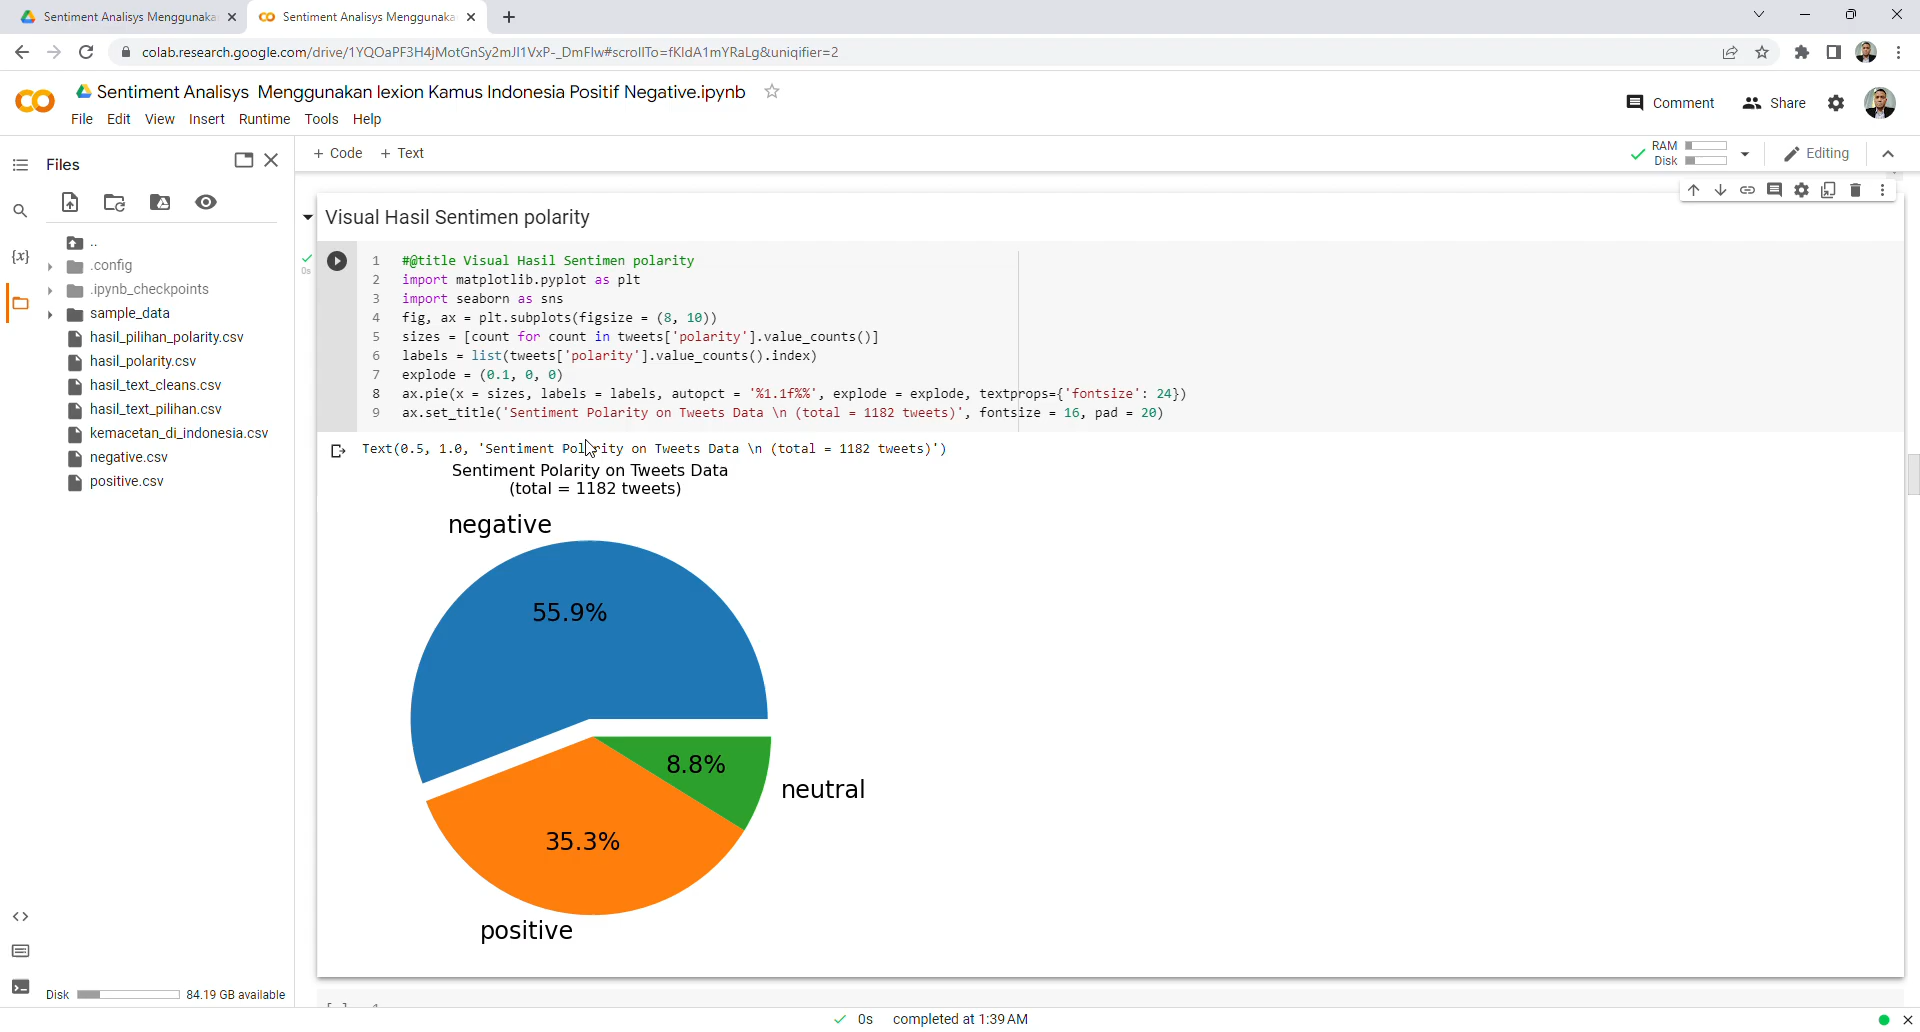 Sentiment Analisys Menggunaka
Sentiment Analisys Menggunaka
colab.research.google.com/drive/1YQOaPF3H4jMotGnSy2mJI1VxP-_DmFlw#scrollTo=fKldA1mYRaLg&uniqifier=2
Sentiment Analisys Menggunakan lexion Kamus Indonesia Positif Negative.ipynb
File Edit View Insert Runtime Tools Help
Comment Share
Files
+ Code + Text
RAM
Disk
Editing
..
.config
.ipynb_checkpoints
sample_data
hasil_pilihan_polarity.csv
hasil_polarity.csv
hasil_text_cleans.csv
hasil_text_pilihan.csv
kemacetan_di_indonesia.csv
negative.csv
positive.csv
Disk 84.19 GB available
Visual Hasil Sentimen polarity
0s
1 #@title Visual Hasil Sentimen polarity
2 import matplotlib.pyplot as plt
3 import seaborn as sns
4 fig, ax = plt.subplots(figsize = (8, 10))
5 sizes = [count for count in tweets['polarity'].value_counts()]
6 labels = list(tweets['polarity'].value_counts().index)
7 explode = (0.1, 0, 0)
8 ax.pie(x = sizes, labels = labels, autopct = '%1.1f%%', explode = explode, textprops={'fontsize': 24})
9 ax.set_title('Sentiment Polarity on Tweets Data \n (total = 1182 tweets)', fontsize = 16, pad = 20)
Text(0.5, 1.0, 'Sentiment Polarity on Tweets Data \n (total = 1182 tweets)')
Sentiment Polarity on Tweets Data
(total = 1182 tweets)
negative
55.9%
8.8%
neutral
35.3%
positive
0s completed at 1:39 AM